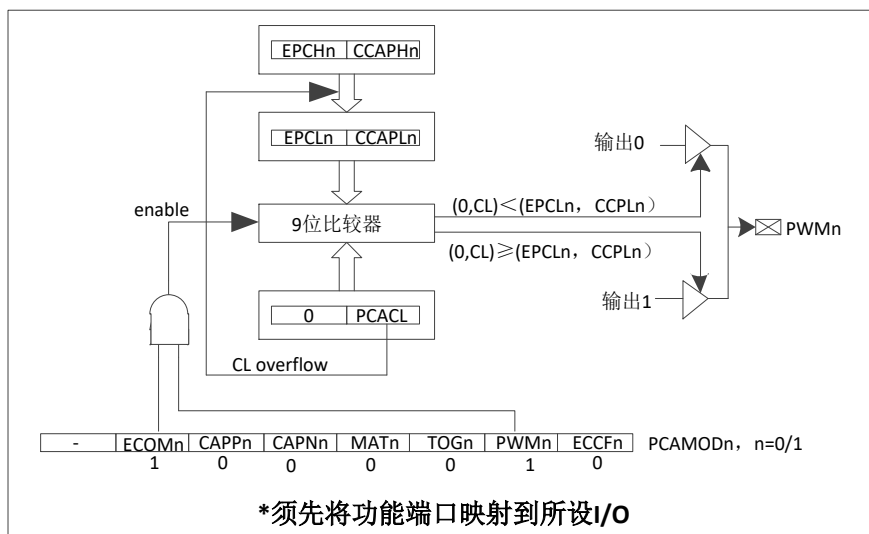 EPCHn CCAPHn
EPCLn CCAPLn
输出0
enable
(0,CL)<(EPCLn，CCPLn）
9位比较器
PWMn
(0,CL)≥(EPCLn，CCPLn)
输出1
0 PCACL
CL overflow
- ECOMn CAPPn CAPNn MATn TOGn PWMn ECCFn PCAMODn，n=0/1
1 0 0 0 0 1 0
*须先将功能端口映射到所设I/O